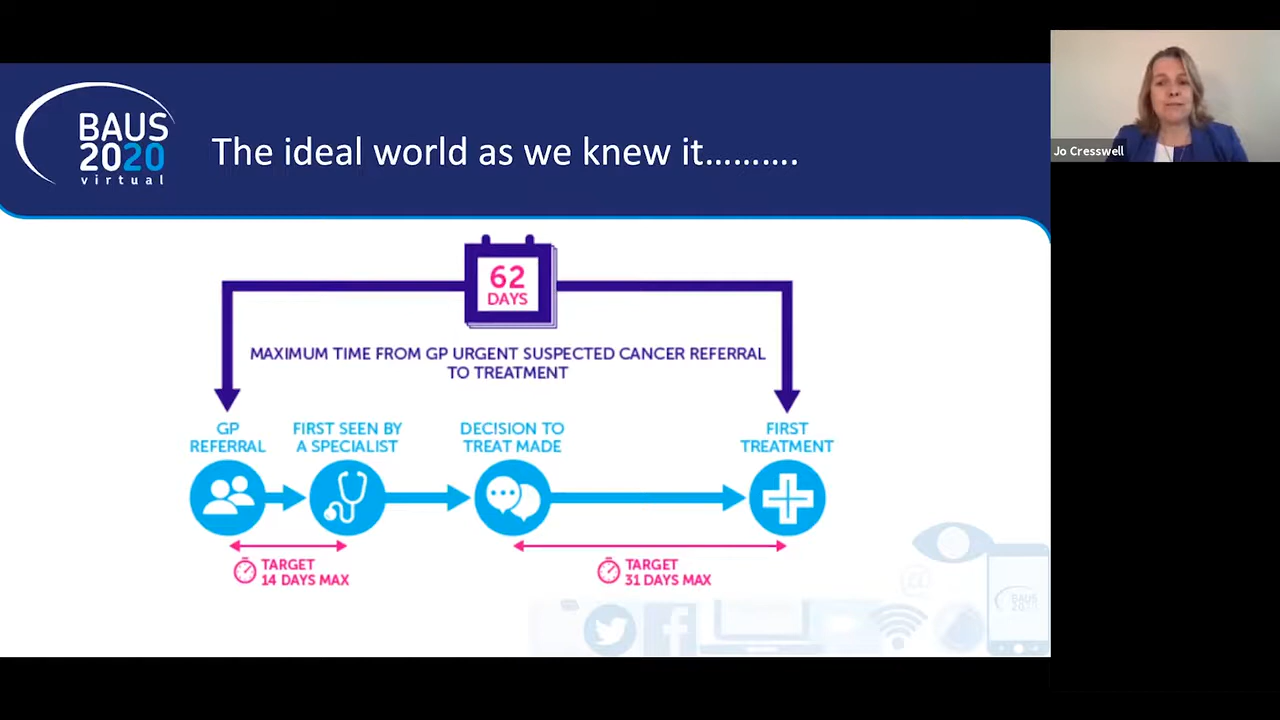 BAUS
2020
virtual
The ideal world as we knew it..........
Jo Cresswell
62
DAYS
MAXIMUM TIME FROM GP URGENT SUSPECTED CANCER REFERRAL
TO TREATMENT
GP
REFERRAL
FIRST SEEN BY
A SPECIALIST
DECISION TO
TREAT MADE
FIRST
TREATMENT
TARGET
14 DAYS MAX
TARGET
31 DAYS MAX
@
BAUS
2020